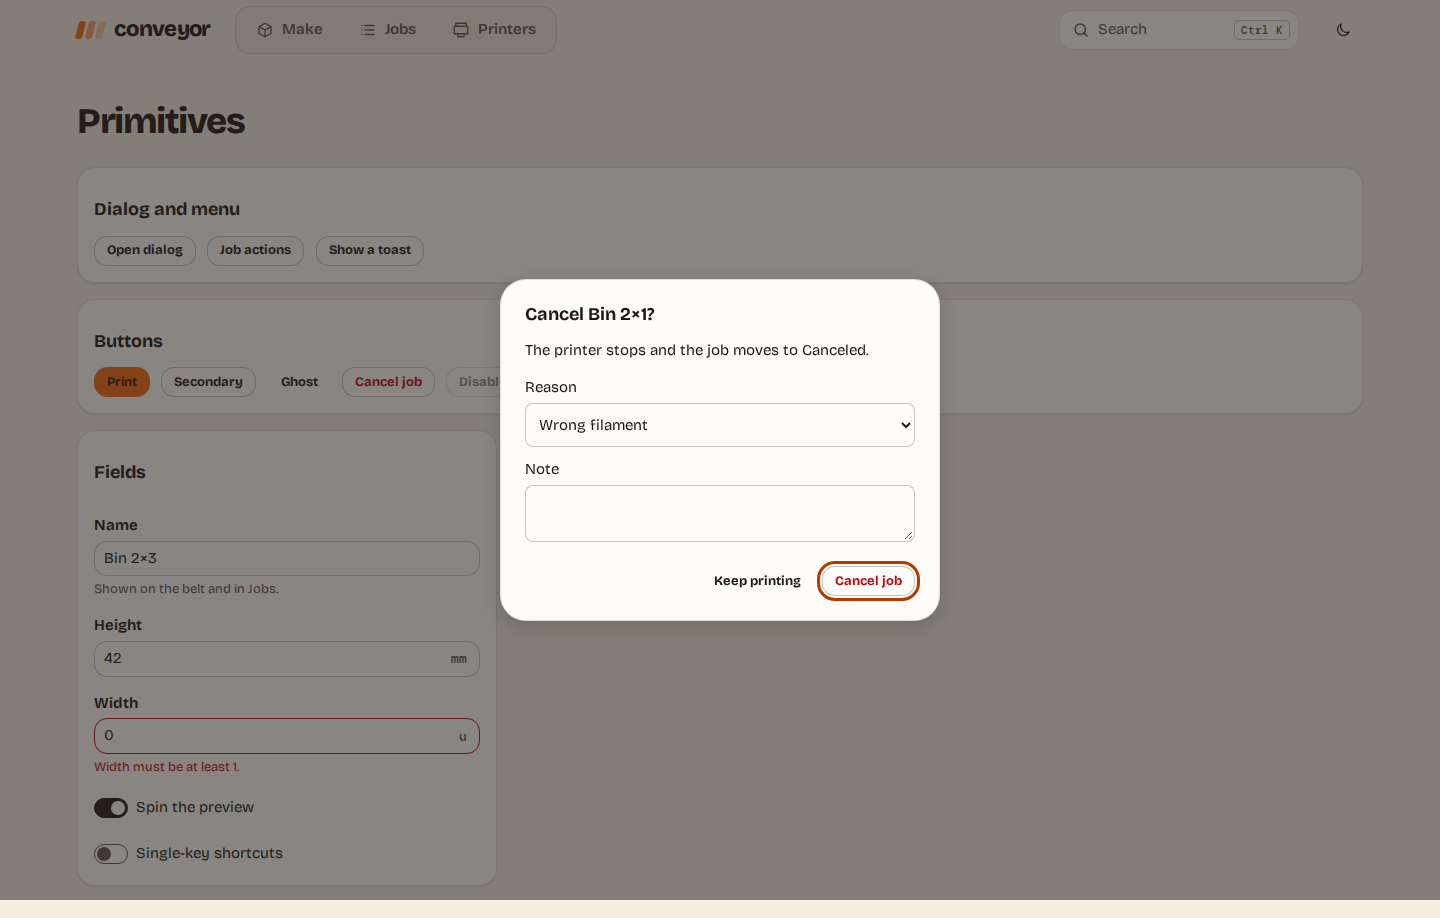 conveyor
Make
Jobs
Printers
Search
Ctrl K
Primitives
Dialog and menu
Open dialog
Job actions
Show a toast
Buttons
Print
Secondary
Ghost
Cancel job
Disabl
Fields
Name
Bin 2×3
Shown on the belt and in Jobs.
Height
42 mm
Width
0 u
Width must be at least 1.
Spin the preview
Single-key shortcuts
Cancel Bin 2×1?
The printer stops and the job moves to Canceled.
Reason
Wrong filament
Note
Keep printing
Cancel job